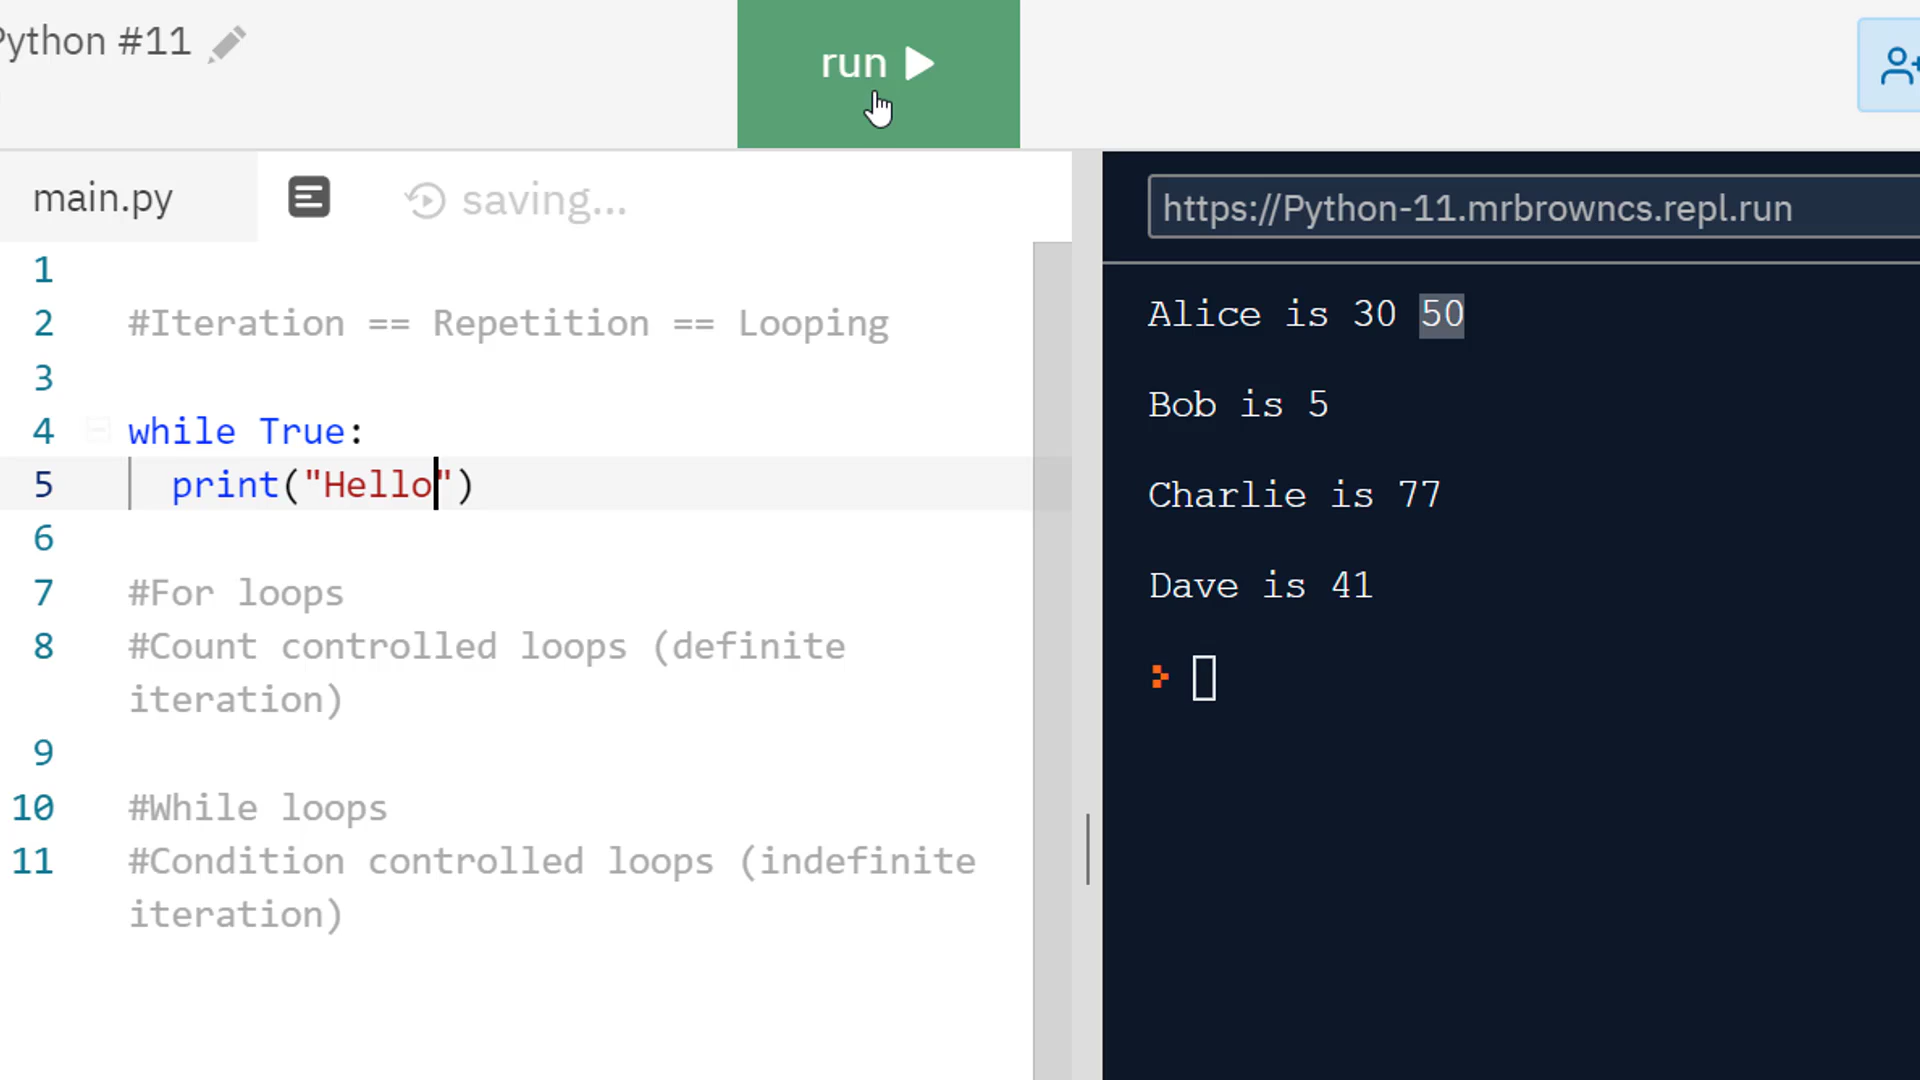 Python #11
run
main.py
saving...
https://Python-11.mrbrowncs.repl.run
1
2 #Iteration == Repetition == Looping
3
4 while True:
5 print("Hello")
6
7 #For loops
8 #Count controlled loops (definite
iteration)
9
10 #While loops
11 #Condition controlled loops (indefinite
iteration)
Alice is 30 50
Bob is 5
Charlie is 77
Dave is 41